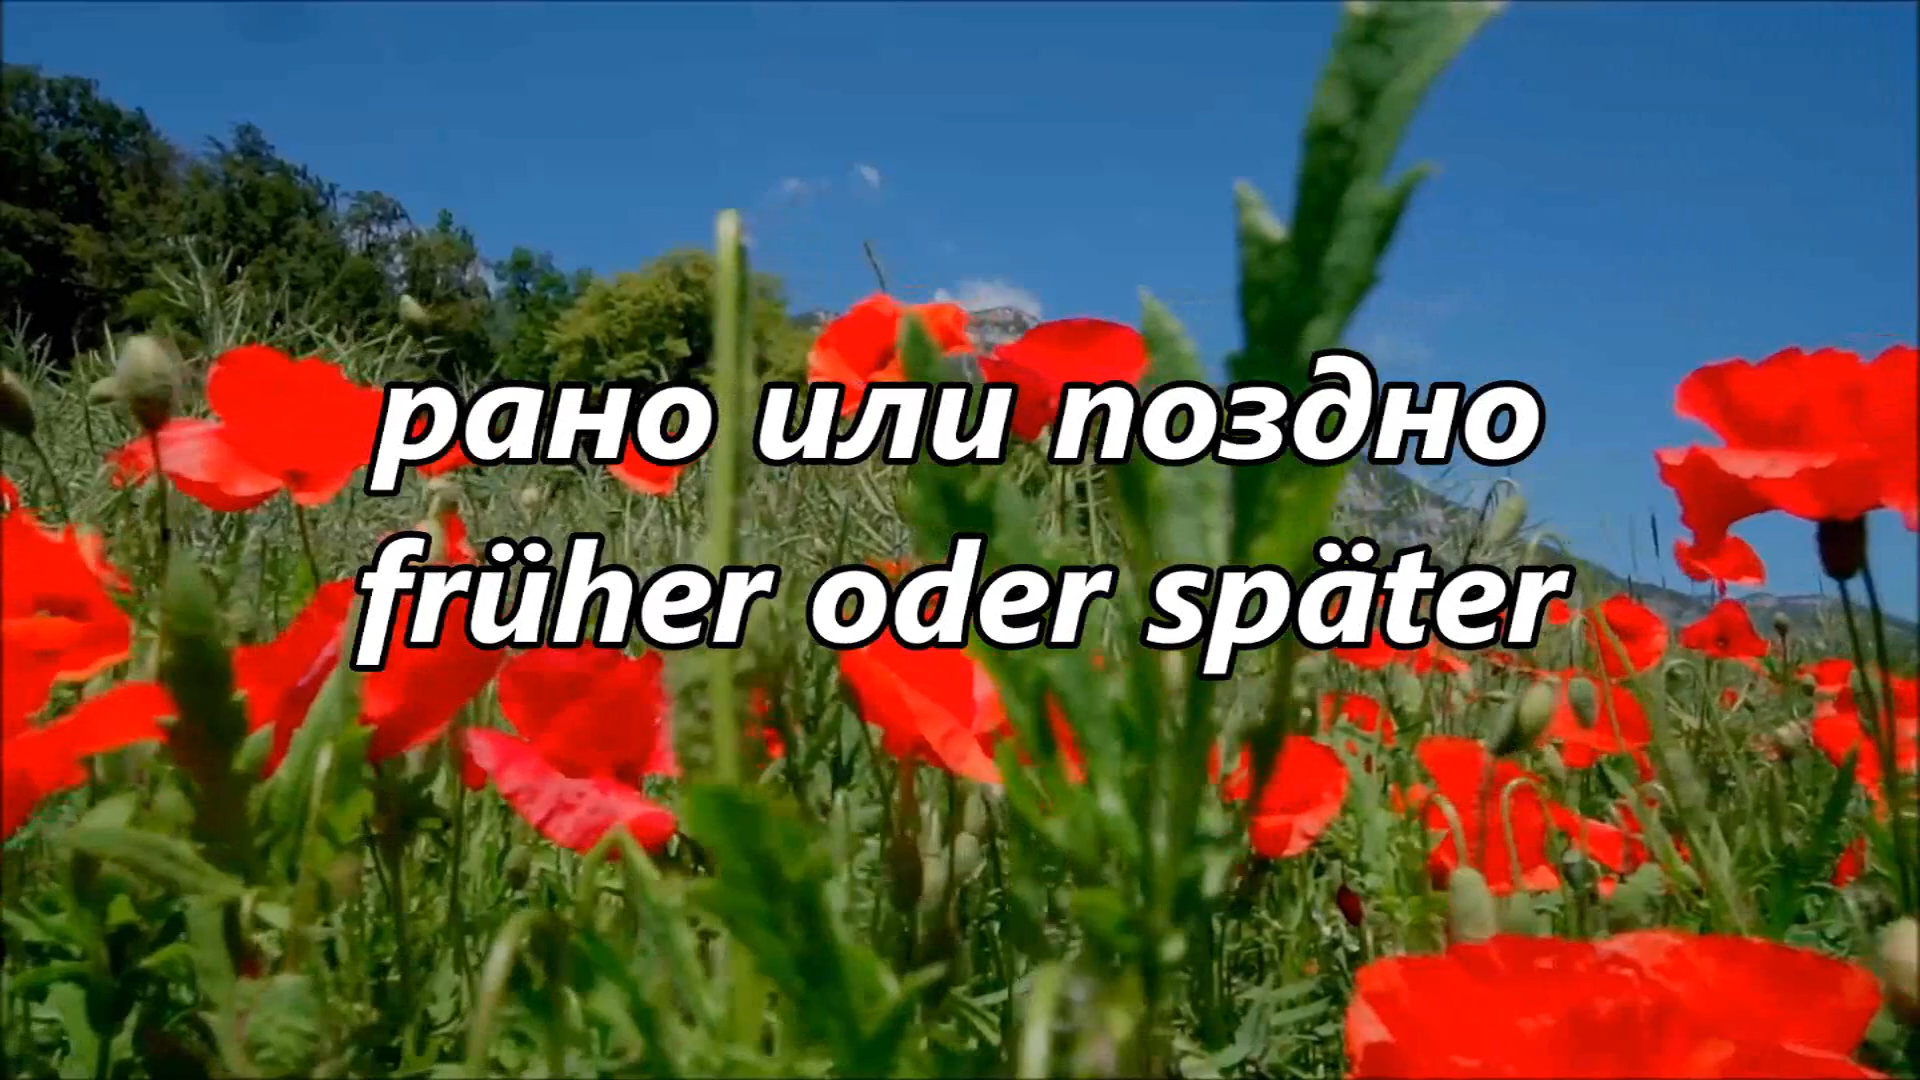 рано или поздно
früher oder später